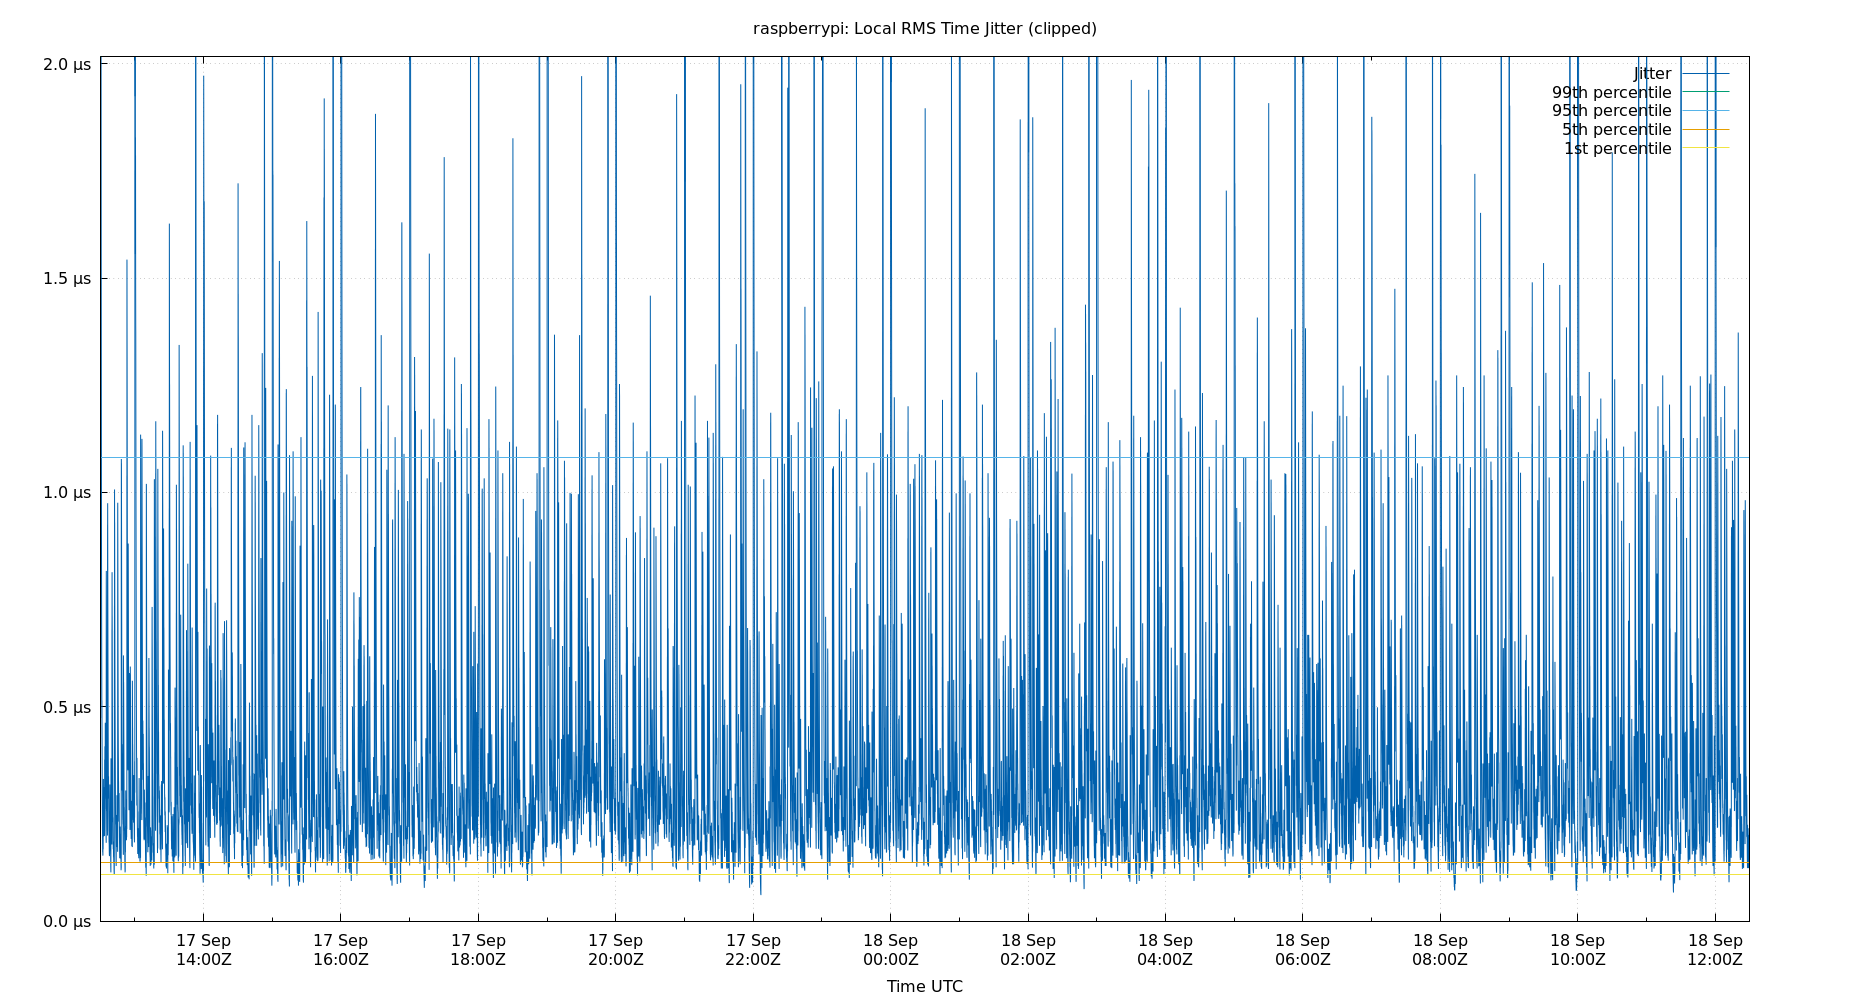 raspberrypi: Local RMS Time Jitter (clipped)
2.0 µs
1.5 µs
1.0 µs
0.5 µs
0.0 µs
Jitter
99th percentile
95th percentile
5th percentile
1st percentile
17 Sep 17 Sep 17 Sep 17 Sep 17 Sep 18 Sep 18 Sep 18 Sep 18 Sep 18 Sep 18 Sep 18 Sep
14:00Z 16:00Z 18:00Z 20:00Z 22:00Z 00:00Z 02:00Z 04:00Z 06:00Z 08:00Z 10:00Z 12:00Z
Time UTC